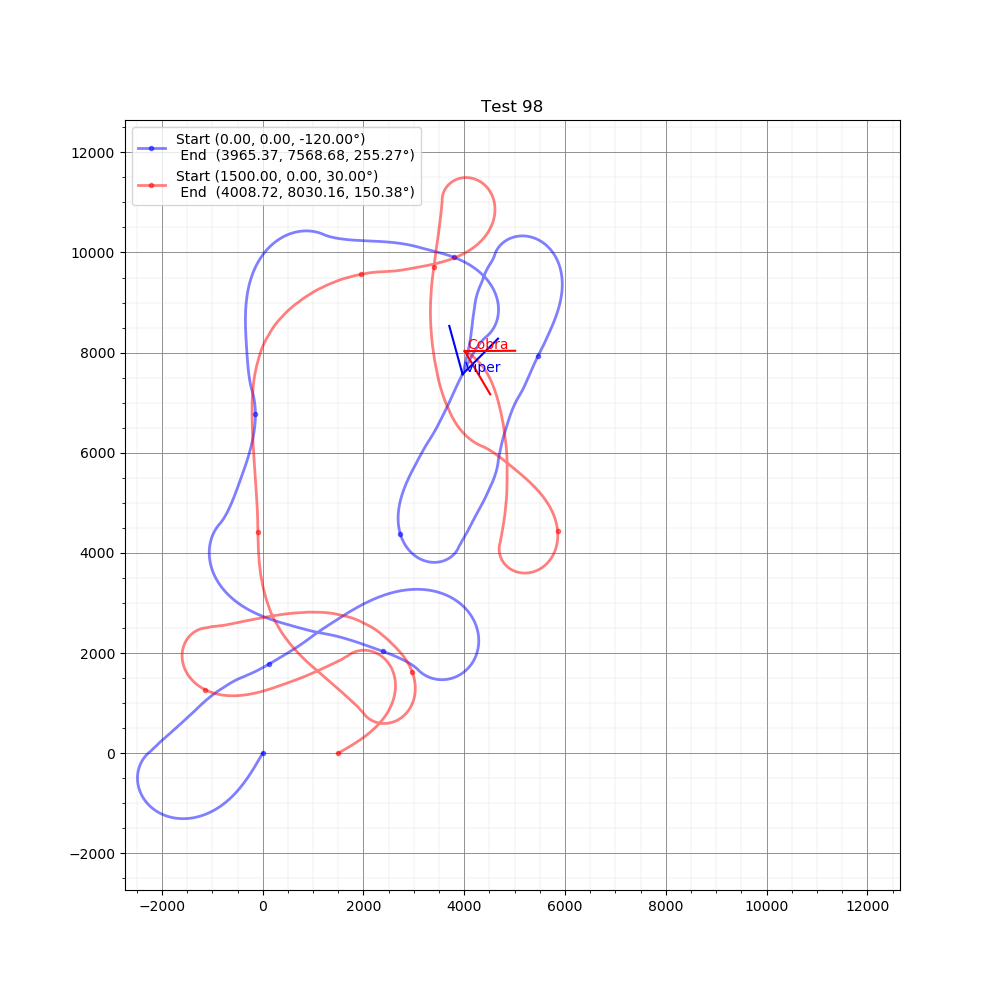 Test 98
Start (0.00, 0.00, -120.00°)
End (3965.37, 7568.68, 255.27°)
Start (1500.00, 0.00, 30.00°)
End (4008.72, 8030.16, 150.38°)
12000
10000
8000
6000
4000
2000
0
−2000
Cobra
Viper
−2000 0 2000 4000 6000 8000 10000 12000